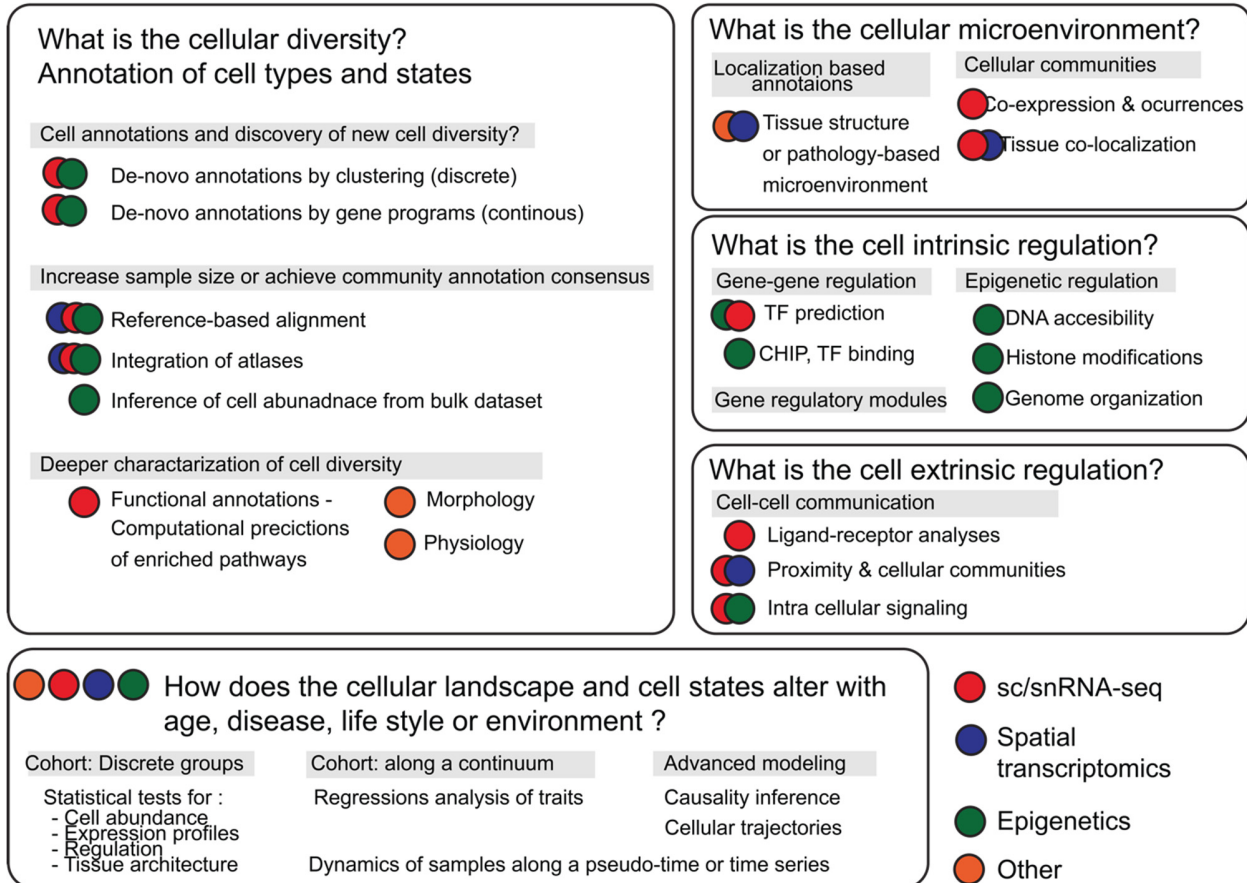 What is the cellular diversity?
Annotation of cell types and states
Cell annotations and discovery of new cell diversity?
De-novo annotations by clustering (discrete)
De-novo annotations by gene programs (continous)
Increase sample size or achieve community annotation consensus
Reference-based alignment
Integration of atlases
Inference of cell abunadnace from bulk dataset
Deeper charactarization of cell diversity
Functional annotations -
Computational precictions
of enriched pathways
Morphology
Physiology
What is the cellular microenvironment?
Localization based
annotaions
Tissue structure
or pathology-based
microenvironment
Cellular communities
Co-expression & ocurrences
Tissue co-localization
What is the cell intrinsic regulation?
Gene-gene regulation
TF prediction
CHIP, TF binding
Gene regulatory modules
Epigenetic regulation
DNA accesibility
Histone modifications
Genome organization
What is the cell extrinsic regulation?
Cell-cell communication
Ligand-receptor analyses
Proximity & cellular communities
Intra cellular signaling
How does the cellular landscape and cell states alter with
age, disease, life style or environment ?
Cohort: Discrete groups
Statistical tests for :
- Cell abundance
- Expression profiles
- Regulation
- Tissue architecture
Cohort: along a continuum
Regressions analysis of traits
Dynamics of samples along a pseudo-time or time series
Advanced modeling
Causality inference
Cellular trajectories
sc/snRNA-seq
Spatial
transcriptomics
Epigenetics
Other